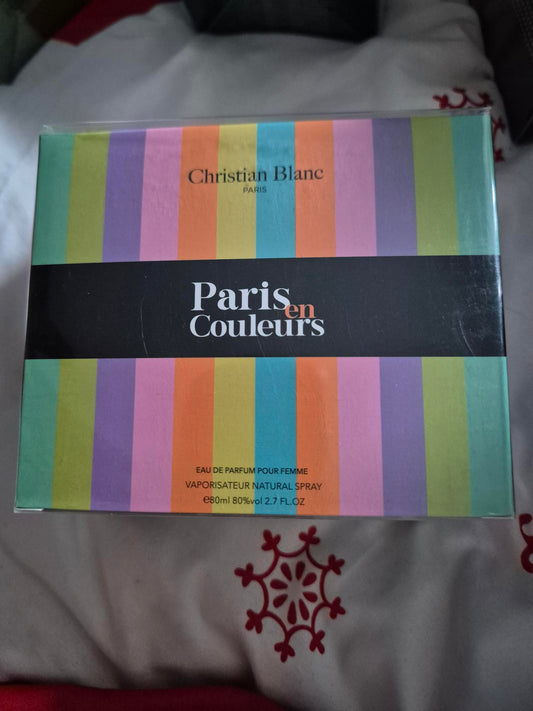 Christian Blanc
PARIS
Paris
en
Couleurs
EAU DE PARFUM POUR FEMME
VAPORISATEUR NATURAL SPRAY
e80ml 80%vol 2.7 FL.OZ